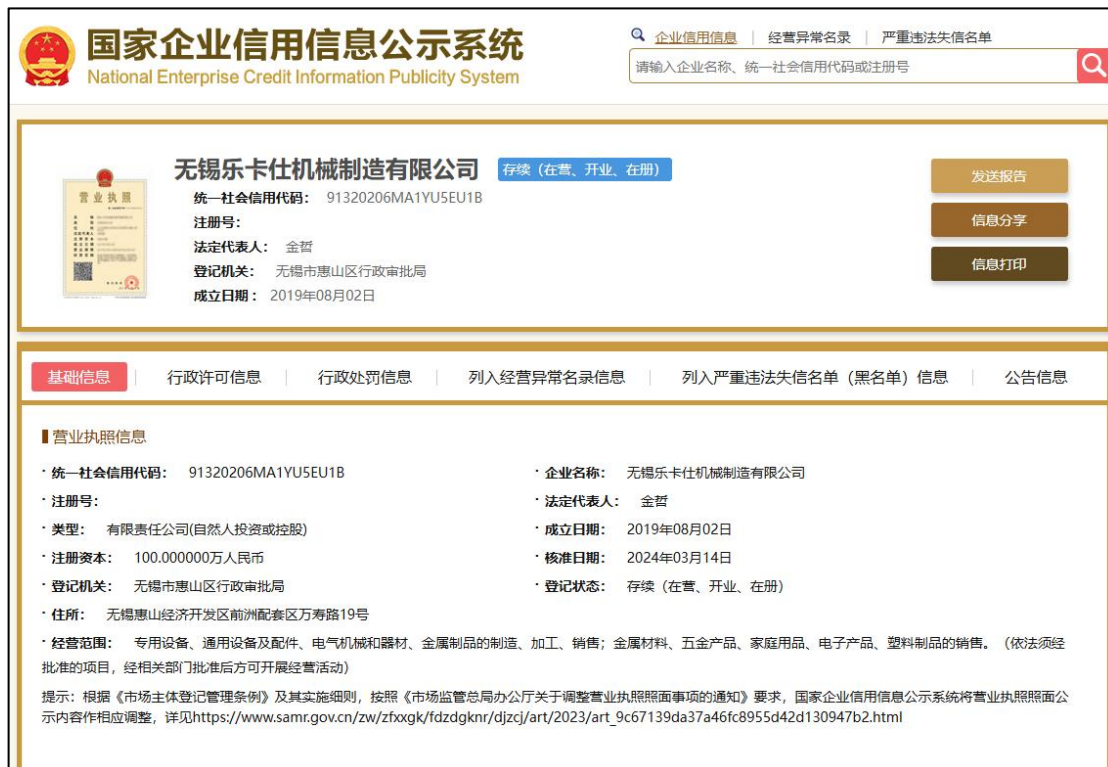 国家企业信用信息公示系统
National Enterprise Credit Information Publicity System
企业信用信息 | 经营异常名录 | 严重违法失信名单
请输入企业名称、统一社会信用代码或注册号
无锡乐卡仕机械制造有限公司 存续（在营、开业、在册）
统一社会信用代码： 91320206MA1YU5EU1B
注册号：
法定代表人： 金哲
登记机关： 无锡市惠山区行政审批局
成立日期： 2019年08月02日
发送报告
信息分享
信息打印
营业执照
基础信息 行政许可信息 行政处罚信息 列入经营异常名录信息 列入严重违法失信名单（黑名单）信息 公告信息
营业执照信息
· 统一社会信用代码： 91320206MA1YU5EU1B · 企业名称： 无锡乐卡仕机械制造有限公司
· 注册号： · 法定代表人： 金哲
· 类型： 有限责任公司(自然人投资或控股) · 成立日期： 2019年08月02日
· 注册资本： 100.000000万人民币 · 核准日期： 2024年03月14日
· 登记机关： 无锡市惠山区行政审批局 · 登记状态： 存续（在营、开业、在册）
· 住所： 无锡惠山经济开发区前洲配套区万寿路19号
· 经营范围： 专用设备、通用设备及配件、电气机械和器材、金属制品的制造、加工、销售；金属材料、五金产品、家庭用品、电子产品、塑料制品的销售。（依法须经
批准的项目，经相关部门批准后方可开展经营活动）
提示：根据《市场主体登记管理条例》及其实施细则，按照《市场监管总局办公厅关于调整营业执照照面事项的通知》要求，国家企业信用信息公示系统将营业执照照面公
示内容作相应调整，详见https://www.samr.gov.cn/zw/zfxxgk/fdzdgknr/djzcj/art/2023/art_9c67139da37a46fc8955d42d130947b2.html